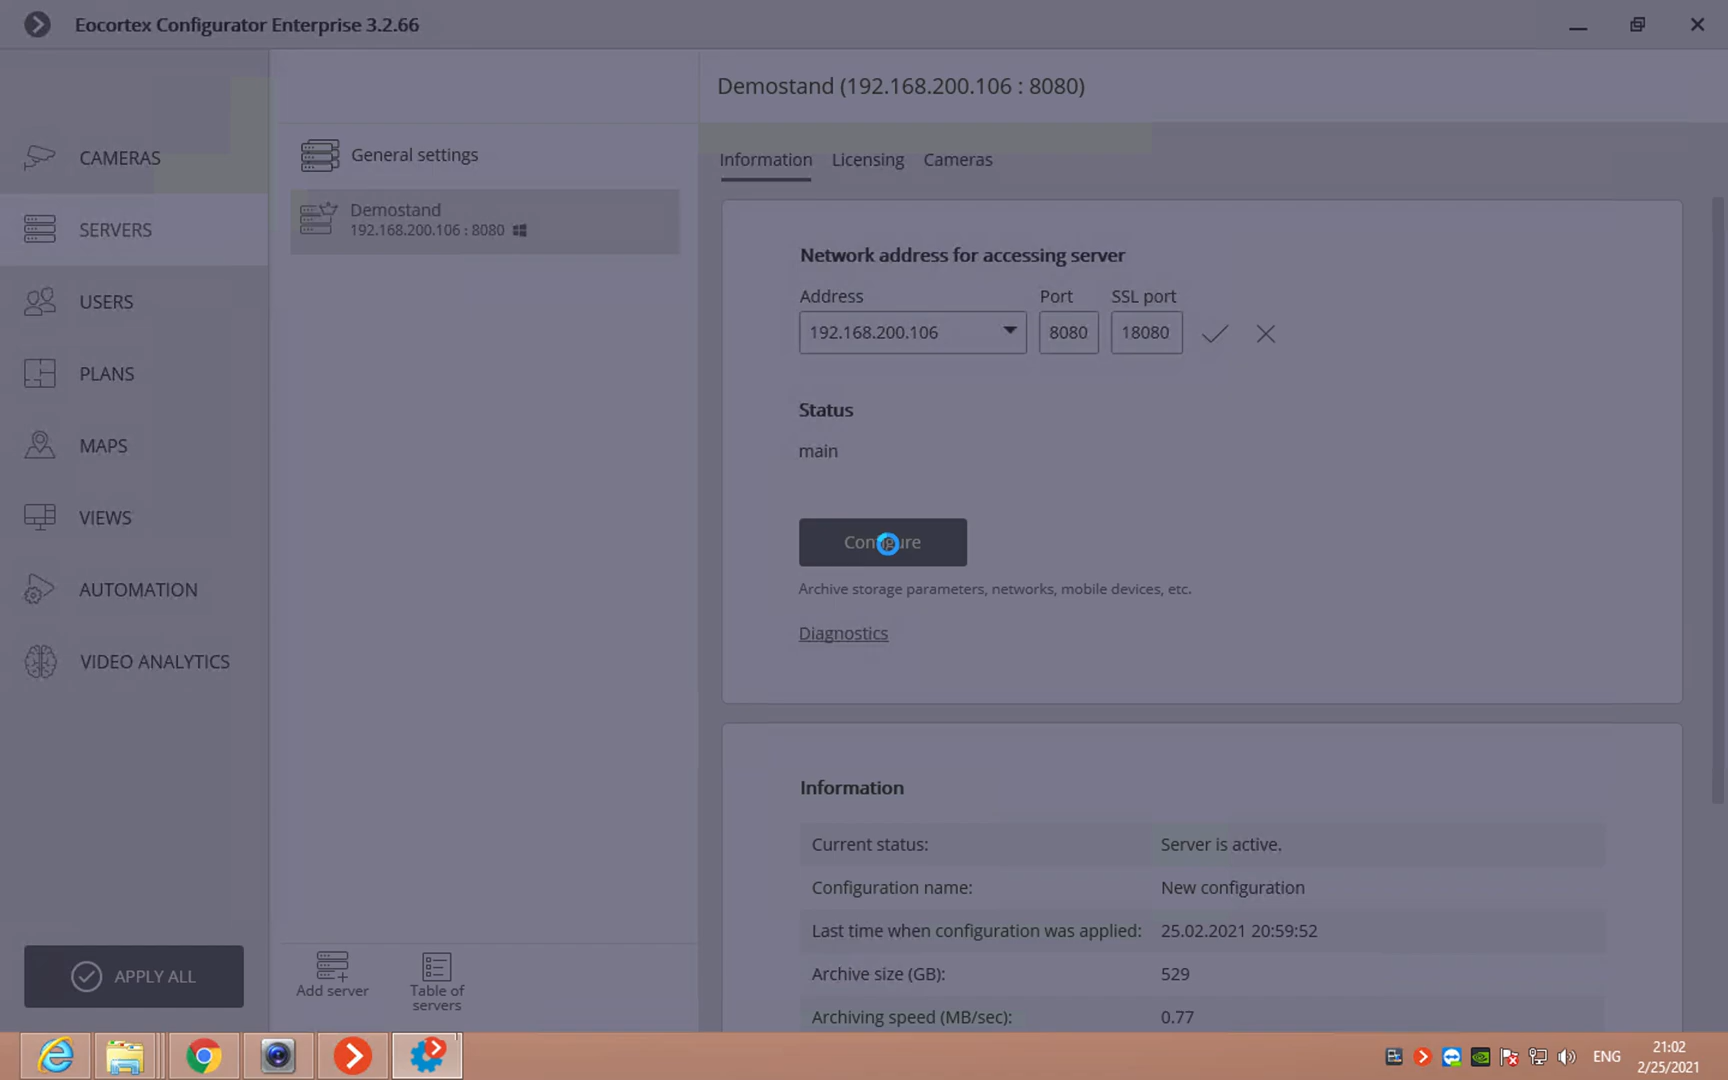 Eocortex Configurator Enterprise 3.2.66
CAMERAS
SERVERS
USERS
PLANS
MAPS
VIEWS
AUTOMATION
VIDEO ANALYTICS
APPLY ALL
General settings
Demostand
192.168.200.106 : 8080
Add server
Table of
servers
Demostand (192.168.200.106 : 8080)
Information Licensing Cameras
Network address for accessing server
Address Port SSL port
192.168.200.106 8080 18080
Status
main
Configure
Archive storage parameters, networks, mobile devices, etc.
Diagnostics
Information
Current status: Server is active.
Configuration name: New configuration
Last time when configuration was applied: 25.02.2021 20:59:52
Archive size (GB): 529
Archiving speed (MB/sec): 0.77
ENG
21:02
2/25/2021